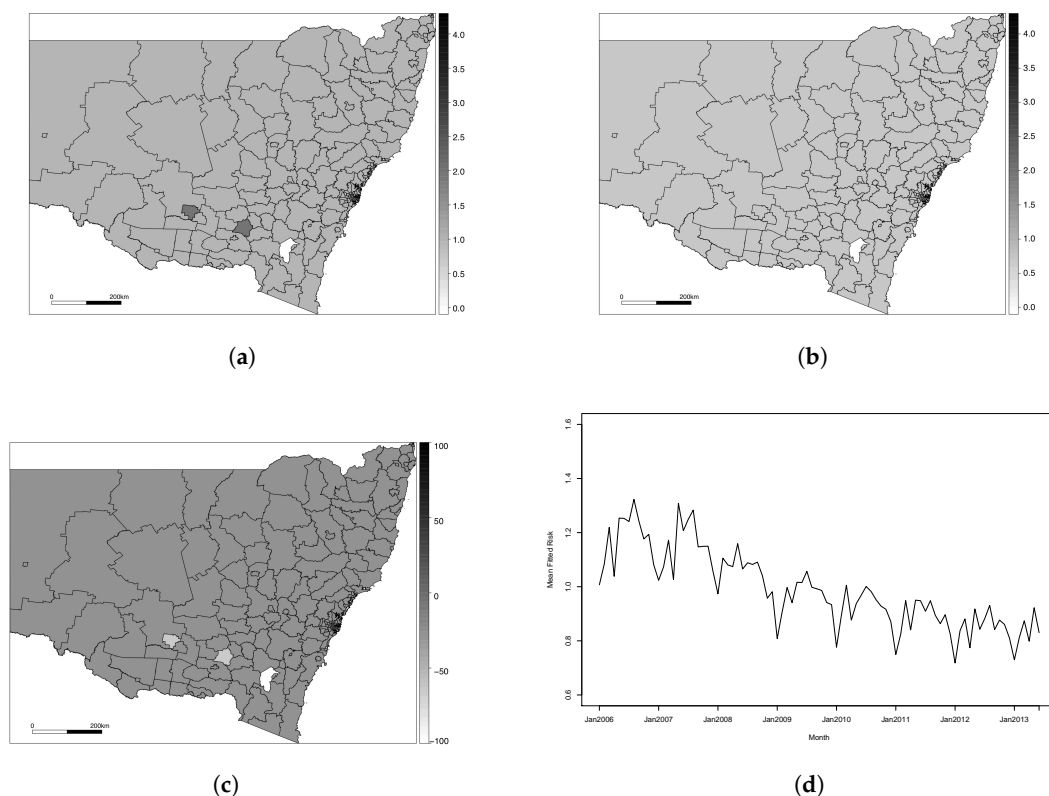 4.0
3.5
3.0
2.5
2.0
1.5
1.0
0.5
0.0
0 200km
(a)
4.0
3.5
3.0
2.5
2.0
1.5
1.0
0.5
0.0
0 200km
(b)
100
50
0
−50
−100
0 200km
(c)
1.6
1.4
1.2
1.0
0.8
0.6
Mean Fitted Risk
Jan2006 Jan2007 Jan2008 Jan2009 Jan2010 Jan2011 Jan2012 Jan2013
Month
(d)